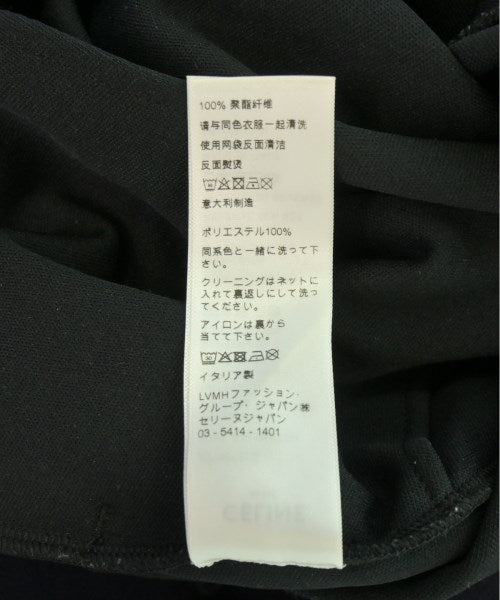 100% 聚酯纤维
请与同色衣服一起清洗
使用网袋反面清洁
反面熨烫
意大利制造
ポリエステル100%
同系色と一緒に洗って下
さい。
クリーニングはネットに
入れて裏返しにして洗っ
てください。
アイロンは裏から
当てて下さい。
イタリア製
LVMHファッション・
グループ・ジャパン㈱
セリーヌジャパン
03 - 5414 - 1401
CELINE